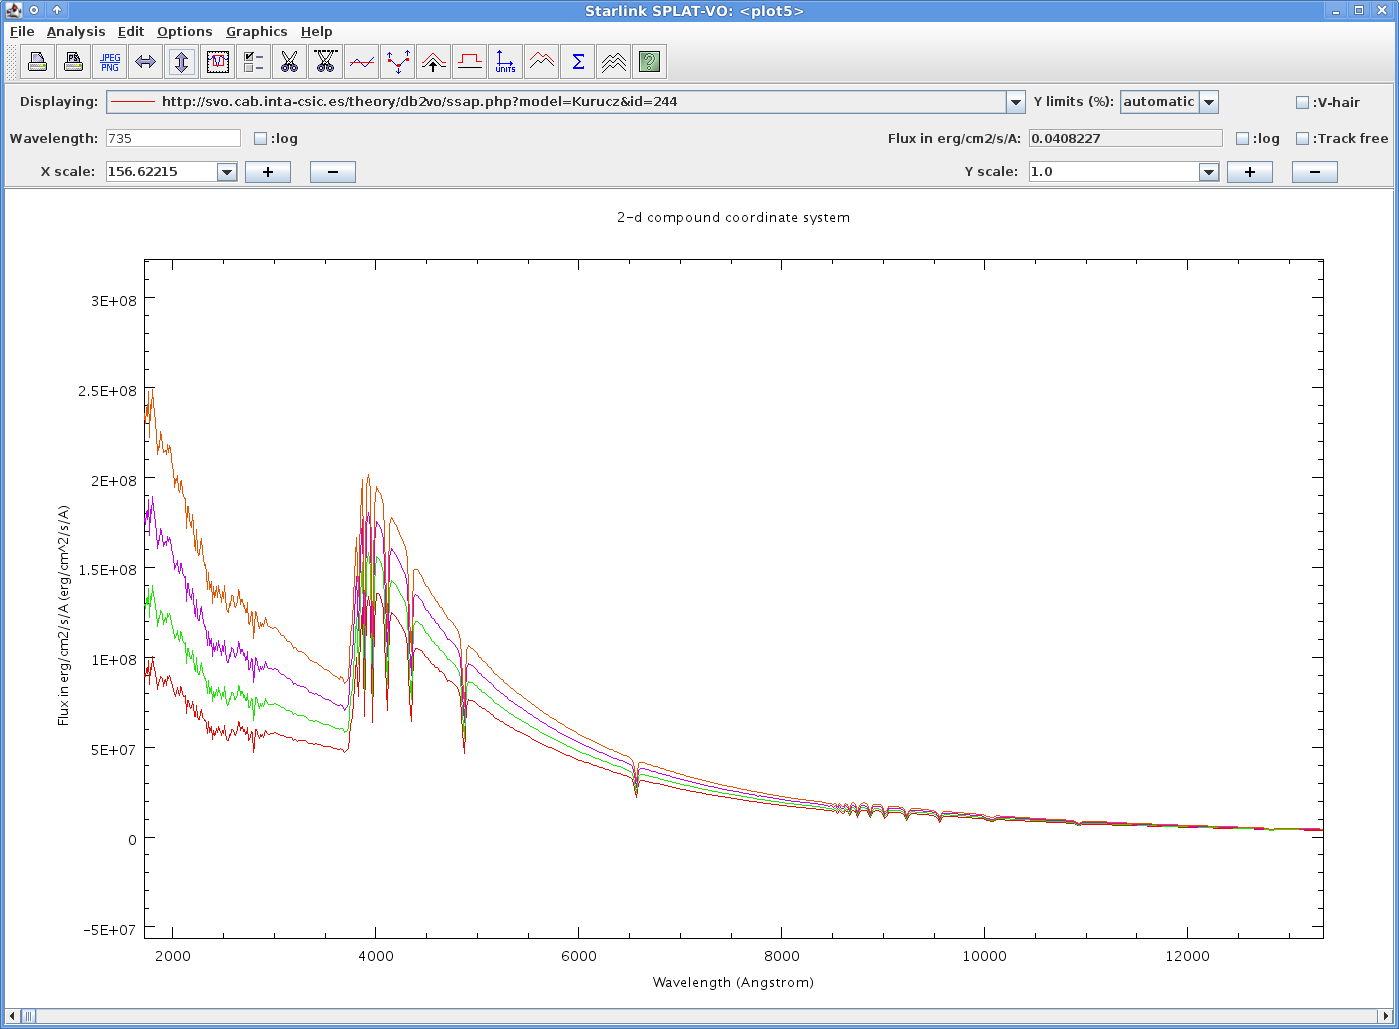 Starlink SPLAT-VO: <plot5>
File Analysis Edit Options Graphics Help
JPEG PNG UNITS Σ ?
Displaying: http://svo.cab.inta-csic.es/theory/db2vo/ssap.php?model=Kurucz&id=244 Y limits (%): automatic :V-hair
Wavelength: 735 :log Flux in erg/cm2/s/A: 0.0408227 :log :Track free
X scale: 156.62215 + − Y scale: 1.0 + −
2-d compound coordinate system
3E+08
2.5E+08
2E+08
1.5E+08
1E+08
5E+07
0
-5E+07
Flux in erg/cm2/s/A (erg/cm^2/s/A)
2000 4000 6000 8000 10000 12000
Wavelength (Angstrom)